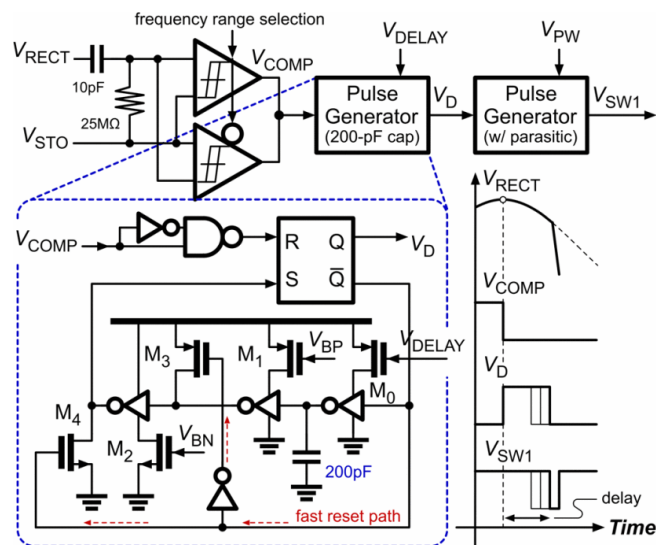 frequency range selection
V_RECT
V_COMP
V_DELAY
V_PW
10pF
25MΩ
V_STO
Pulse
Generator
(200-pF cap)
V_D
Pulse
Generator
(w/ parasitic)
V_SW1
V_COMP
R Q
S Q̅
V_D
M_3
M_1
V_BP
V_DELAY
M_0
M_4
M_2
V_BN
200pF
fast reset path
V_RECT
V_COMP
V_D
V_SW1
delay
Time